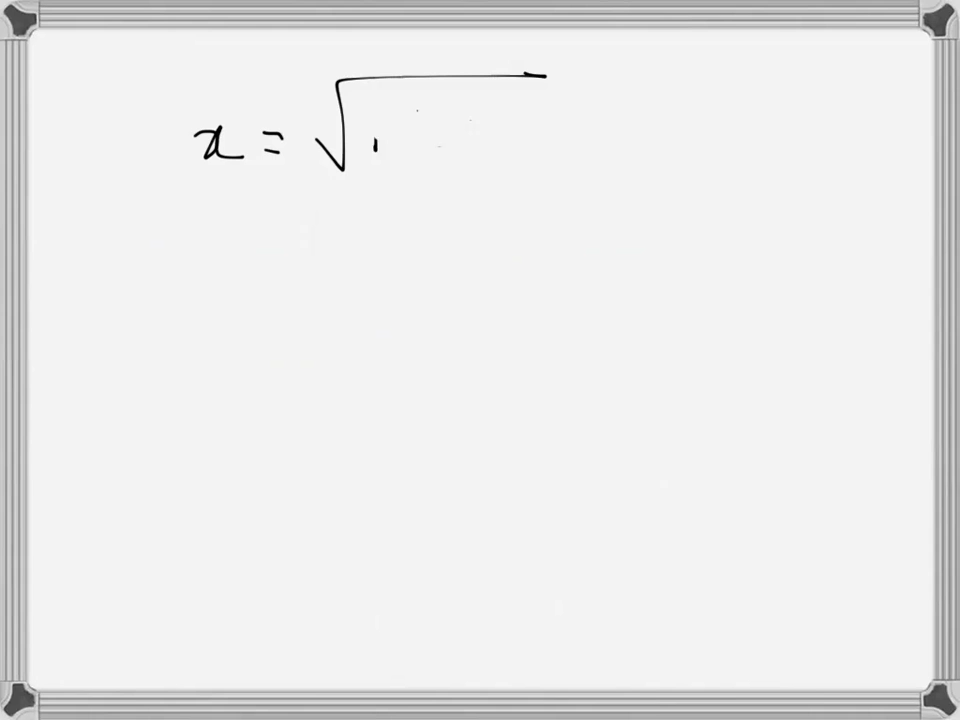 x = √